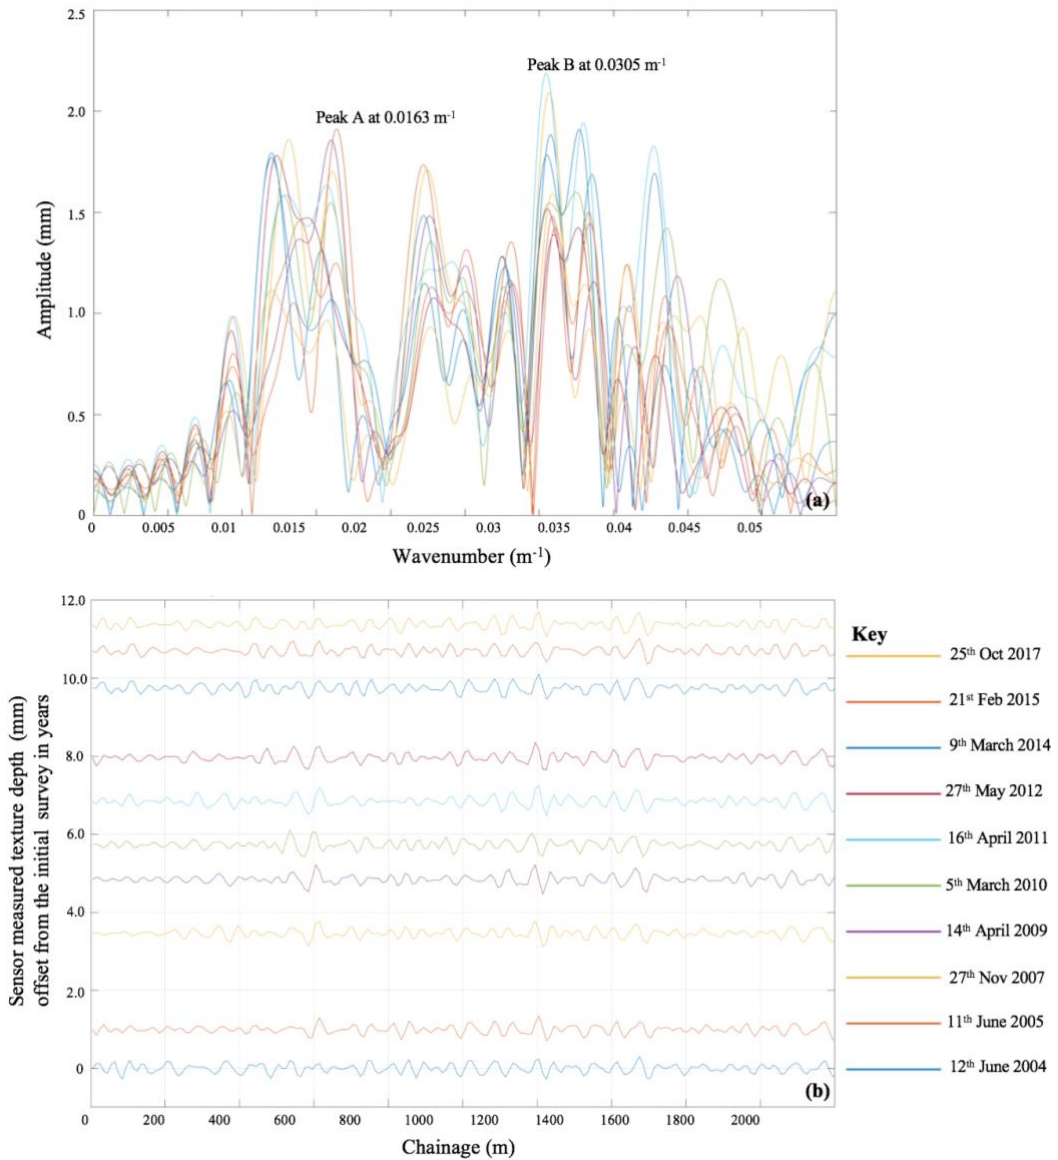 2.5
2.0
1.5
1.0
0.5
0
Amplitude (mm)
Peak A at 0.0163 m-1
Peak B at 0.0305 m-1
(a)
0 0.005 0.01 0.015 0.02 0.025 0.03 0.035 0.04 0.045 0.05
Wavenumber (m-1)
12.0
10.0
8.0
6.0
4.0
2.0
0
Sensor measured texture depth (mm)
offset from the initial survey in years
(b)
0 200 400 600 800 1000 1200 1400 1600 1800 2000
Chainage (m)
Key
25th Oct 2017
21st Feb 2015
9th March 2014
27th May 2012
16th April 2011
5th March 2010
14th April 2009
27th Nov 2007
11th June 2005
12th June 2004